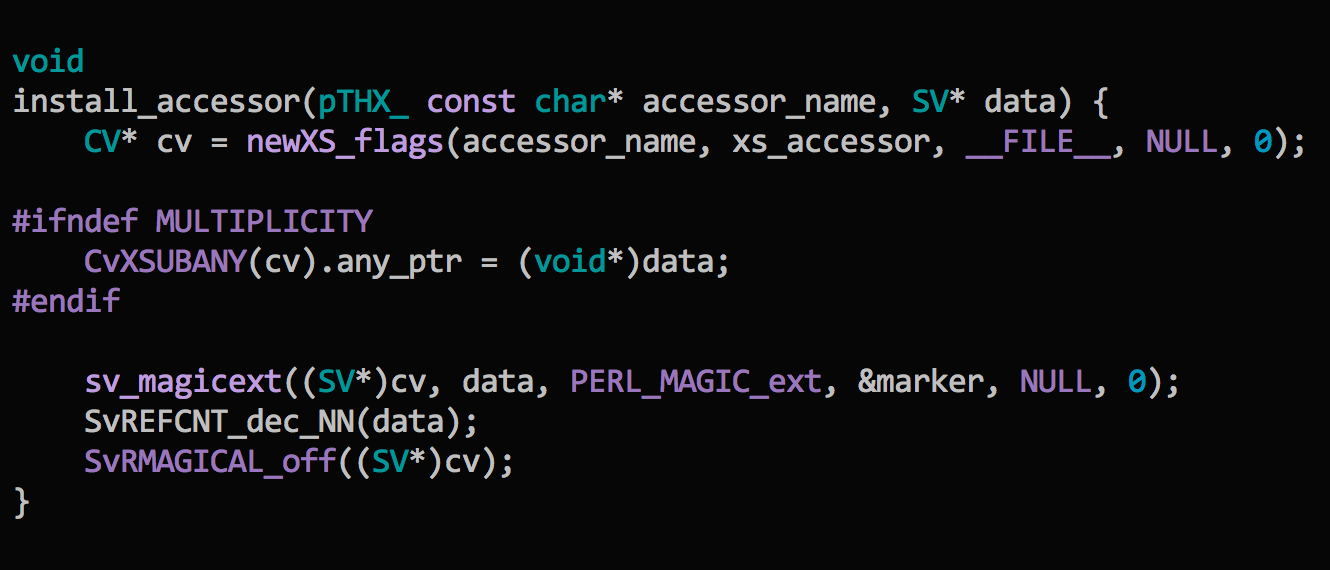 void
install_accessor(pTHX_ const char* accessor_name, SV* data) {
    CV* cv = newXS_flags(accessor_name, xs_accessor, __FILE__, NULL, 0);

#ifndef MULTIPLICITY
    CvXSUBANY(cv).any_ptr = (void*)data;
#endif

    sv_magicext((SV*)cv, data, PERL_MAGIC_ext, &marker, NULL, 0);
    SvREFCNT_dec_NN(data);
    SvRMAGICAL_off((SV*)cv);
}